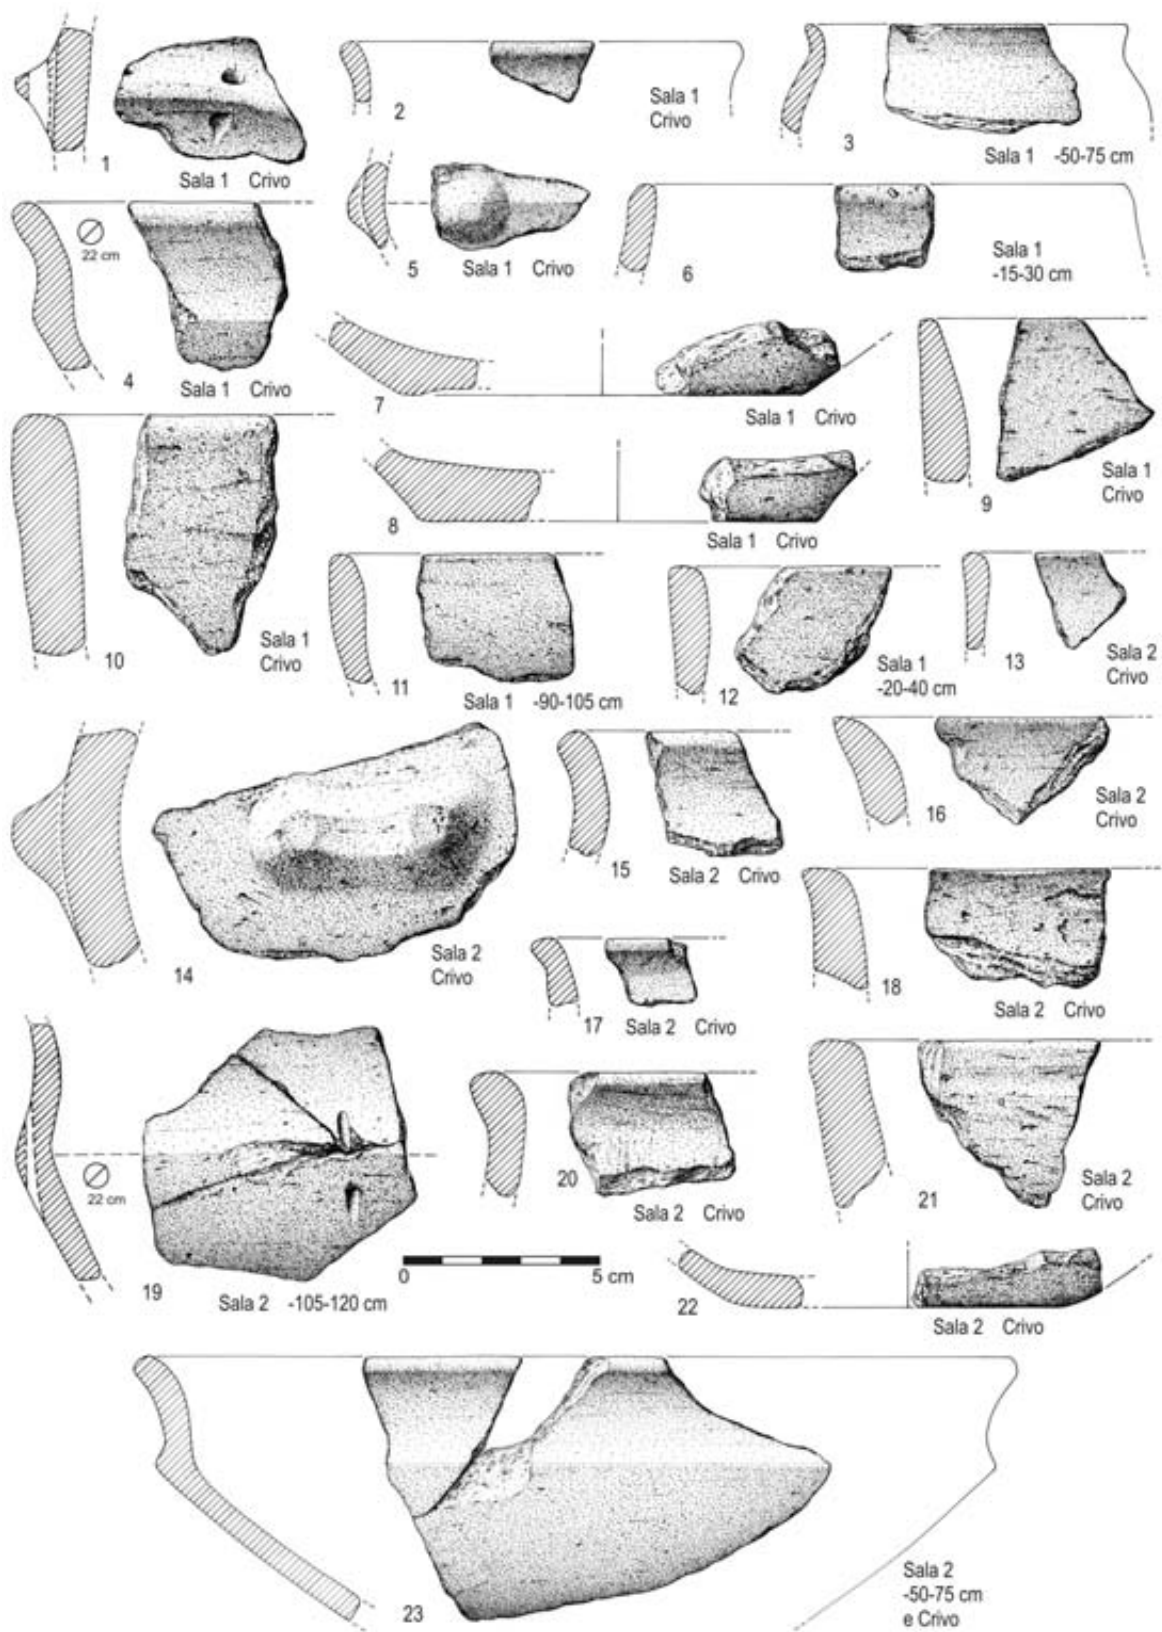 1
Sala 1 Crivo
2
Sala 1
Crivo
3
Sala 1 -50-75 cm
22 cm
4
Sala 1 Crivo
5
Sala 1 Crivo
6
Sala 1
-15-30 cm
7
Sala 1 Crivo
8
Sala 1 Crivo
9
Sala 1
Crivo
10
Sala 1
Crivo
11
Sala 1 -90-105 cm
12
Sala 1
-20-40 cm
13
Sala 2
Crivo
14
Sala 2
Crivo
15
Sala 2 Crivo
16
Sala 2
Crivo
17
Sala 2 Crivo
18
Sala 2 Crivo
22 cm
19
Sala 2 -105-120 cm
20
Sala 2 Crivo
21
Sala 2
Crivo
0 5 cm
22
Sala 2 Crivo
23
Sala 2
-50-75 cm
e Crivo